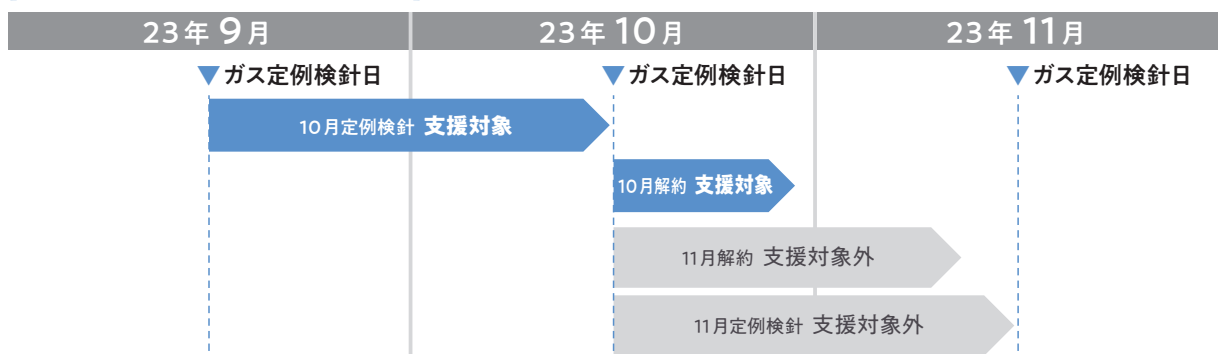 23年 9月 23年 10月 23年 11月
ガス定例検針日 ガス定例検針日 ガス定例検針日
10月定例検針 支援対象
10月解約 支援対象
11月解約 支援対象外
11月定例検針 支援対象外